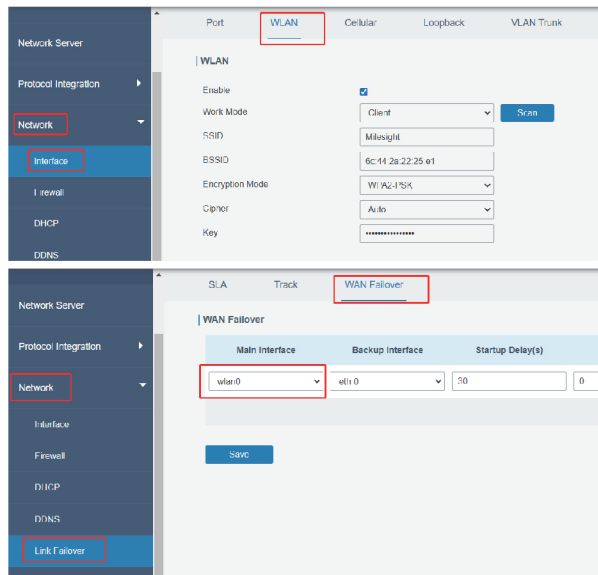 Port WLAN Cellular Loopback VLAN Trunk
Network Server
WLAN
Protocol Integration
Enable
Work Mode Client Scan
Network
SSID Milesight
Interface
BSSID 6c:44:2a:22:25:e1
Encryption Mode WPA2-PSK
Firewall
Cipher Auto
DHCP
Key •••••••••••••••
DDNS
SLA Track WAN Failover
Network Server
WAN Failover
Protocol Integration
Main Interface Backup Interface Startup Delay(s)
Network
wlan0 eth 0 30 0
Interface
Firewall
Save
DHCP
DDNS
Link Failover